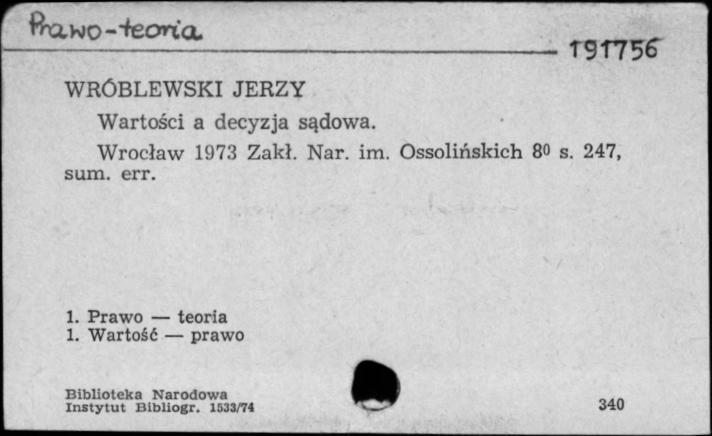 Prawo-teoria
191756
WRÓBLEWSKI JERZY
Wartości a decyzja sądowa.
Wrocław 1973 Zakł. Nar. im. Ossolińskich 8⁰ s. 247,
sum. err.
1. Prawo — teoria
1. Wartość — prawo
Biblioteka Narodowa
Instytut Bibliogr. 1533/74
340